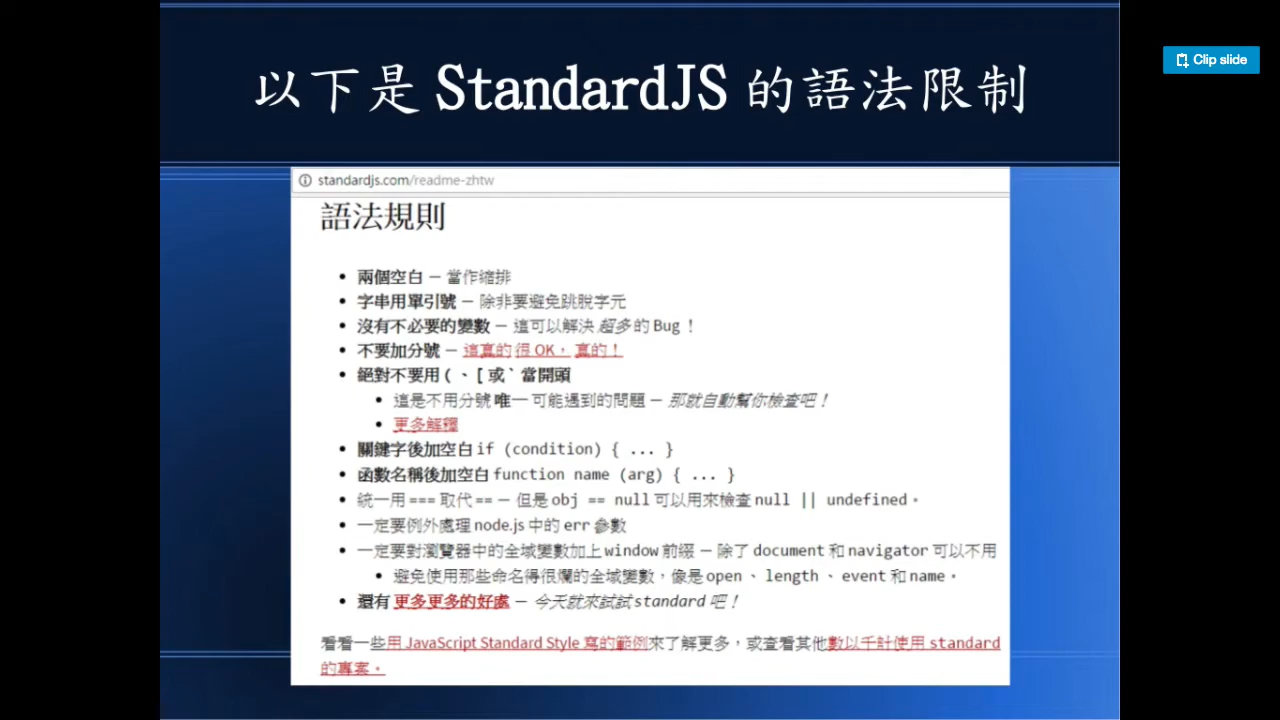 以下是 StandardJS 的語法限制
Clip slide
standardjs.com/readme-zhtw
語法規則
• 兩個空白 — 當作縮排
• 字串用單引號 — 除非要避免跳脫字元
• 沒有不必要的變數 — 這可以解決 超多 的 Bug！
• 不要加分號 — 這真的 很 OK， 真的！
• 絕對不要用 (、[ 或 ` 當開頭
• 這是不用分號 唯一 可能遇到的問題 — 那就自動幫你檢查吧！
• 更多解釋
• 關鍵字後加空白 if (condition) { ... }
• 函數名稱後加空白 function name (arg) { ... }
• 統一用 === 取代 == — 但是 obj == null 可以用來檢查 null || undefined。
• 一定要例外處理 node.js 中的 err 參數
• 一定要對瀏覽器中的全域變數加上 window 前綴 — 除了 document 和 navigator 可以不用
• 避免使用那些命名得很爛的全域變數，像是 open、length、event 和 name。
• 還有 更多更多的好處 — 今天就來試試 standard 吧！
看看一些用 JavaScript Standard Style 寫的範例來了解更多，或查看其他數以千計使用 standard
的專案。